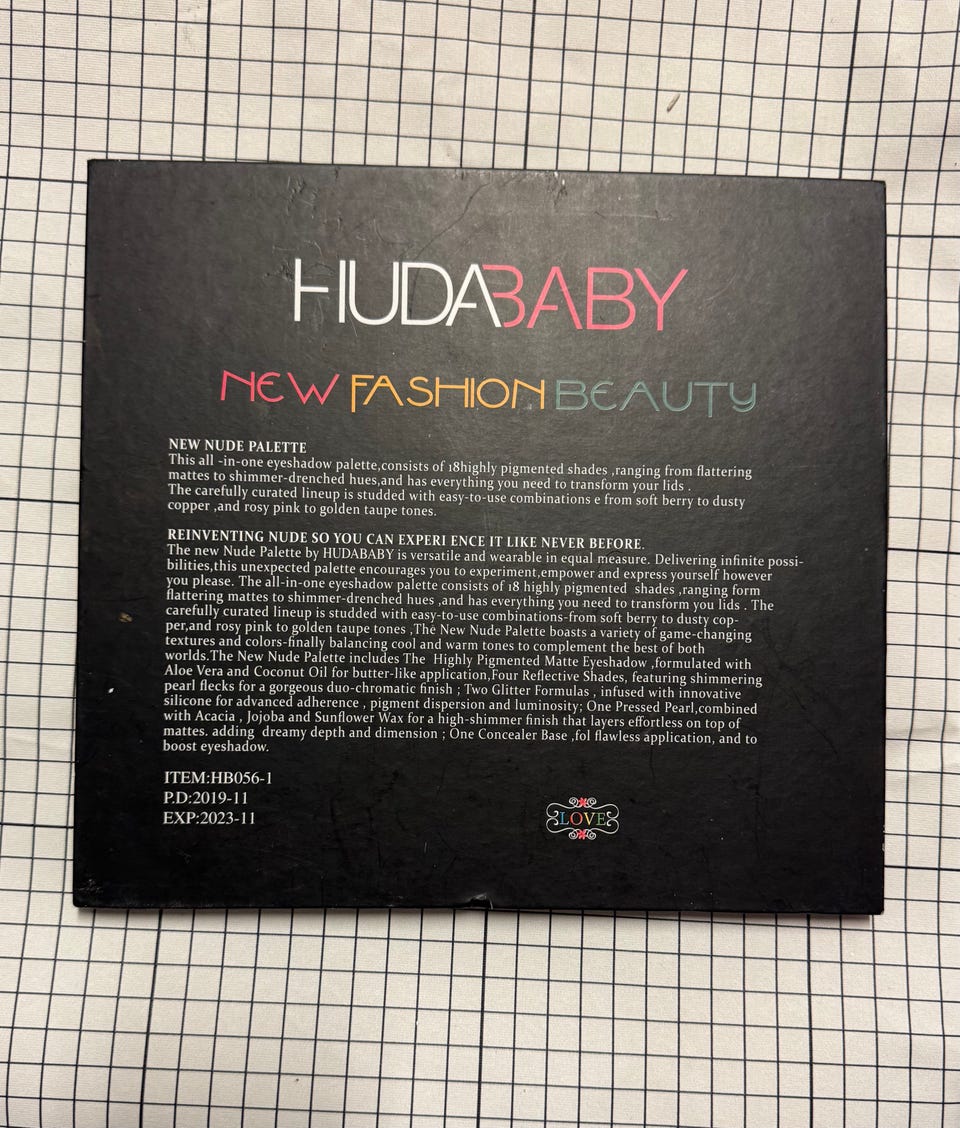 HUDABABY
NEW FASHION BEAUTY
NEW NUDE PALETTE
This all -in-one eyeshadow palette,consists of 18highly pigmented shades ,ranging from flattering
mattes to shimmer-drenched hues,and has everything you need to transform your lids .
The carefully curated lineup is studded with easy-to-use combinations e from soft berry to dusty
copper ,and rosy pink to golden taupe tones.
REINVENTING NUDE SO YOU CAN EXPERI ENCE IT LIKE NEVER BEFORE.
The new Nude Palette by HUDABABY is versatile and wearable in equal measure. Delivering infinite possi-
bilities,this unexpected palette encourages you to experiment,empower and express yourself however
you please. The all-in-one eyeshadow palette consists of 18 highly pigmented  shades ,ranging form
flattering mattes to shimmer-drenched hues ,and has everything you need to transform you lids . The
carefully curated lineup is studded with easy-to-use combinations-from soft berry to dusty cop-
per,and rosy pink to golden taupe tones ,The New Nude Palette boasts a variety of game-changing
textures and colors-finally balancing cool and warm tones to complement the best of both
worlds.The New Nude Palette includes The  Highly Pigmented Matte Eyeshadow ,formulated with
Aloe Vera and Coconut Oil for butter-like application,Four Reflective Shades, featuring shimmering
pearl flecks for a gorgeous duo-chromatic finish ; Two Glitter Formulas , infused with innovative
silicone for advanced adherence , pigment dispersion and luminosity; One Pressed Pearl,combined
with Acacia , Jojoba and Sunflower Wax for a high-shimmer finish that layers effortless on top of
mattes. adding  dreamy depth and dimension ; One Concealer Base ,fol flawless application, and to
boost eyeshadow.
ITEM:HB056-1
P.D:2019-11
EXP:2023-11
LOVE